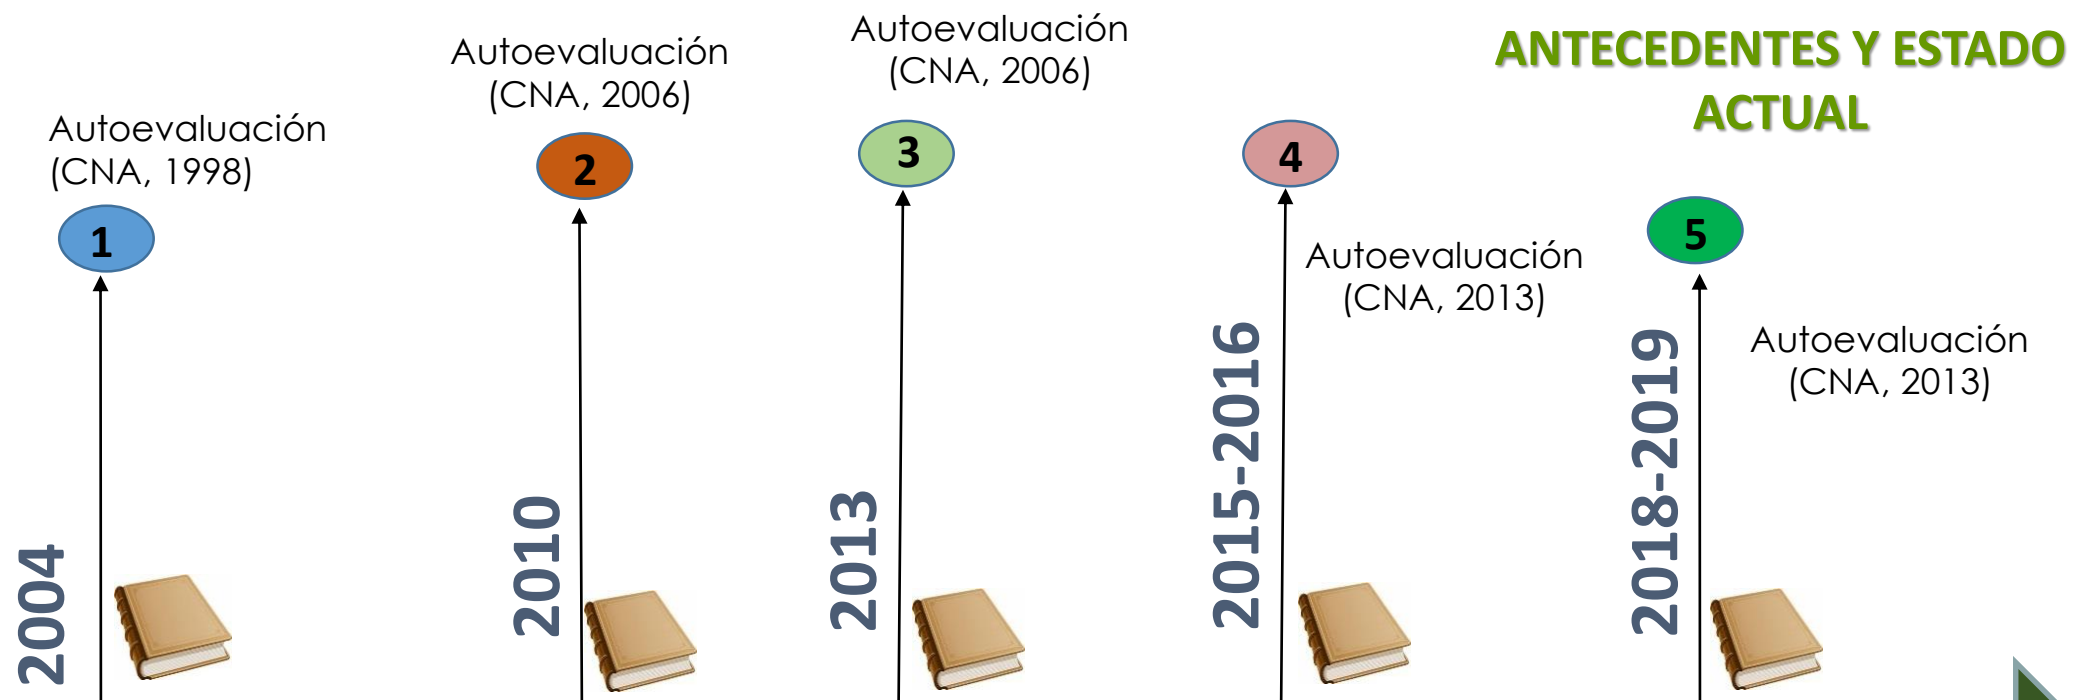 ANTECEDENTES Y ESTADO
ACTUAL
Autoevaluación
(CNA, 1998)
1
2004
Autoevaluación
(CNA, 2006)
2
2010
Autoevaluación
(CNA, 2006)
3
2013
4
Autoevaluación
(CNA, 2013)
2015-2016
5
Autoevaluación
(CNA, 2013)
2018-2019